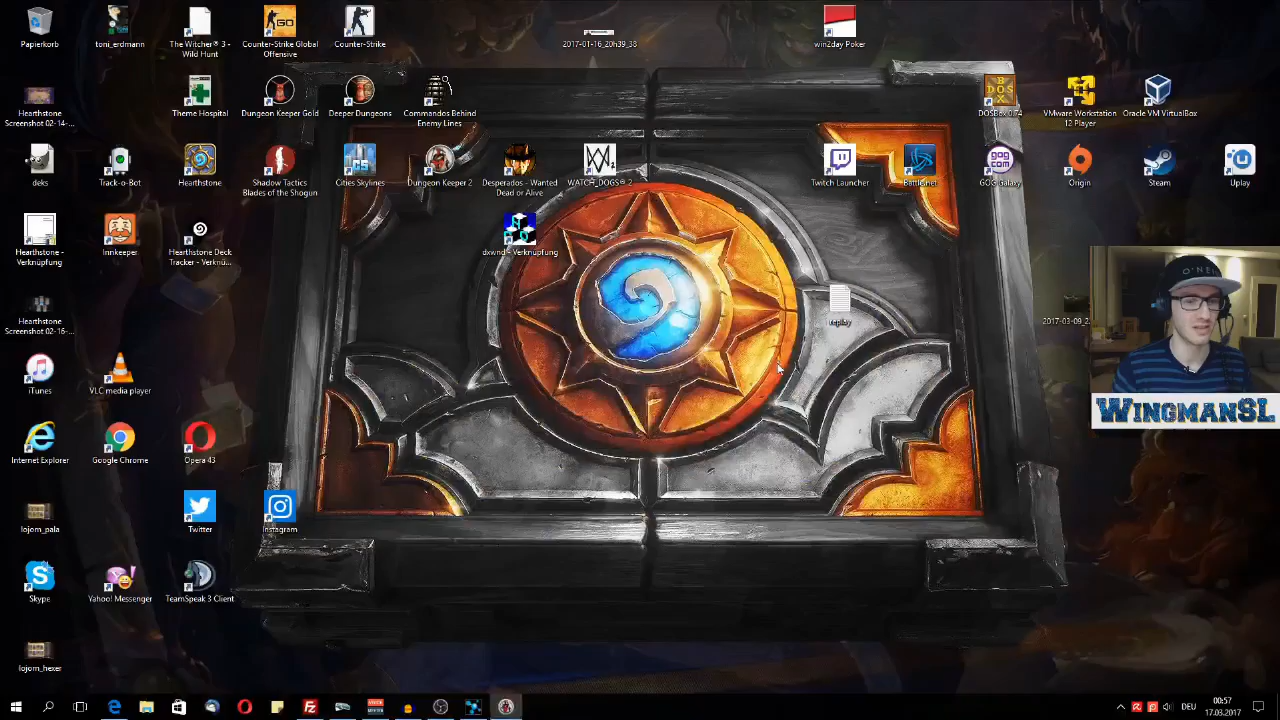 Papierkorb
toni_erdmann
The Witcher® 3 -
Wild Hunt
GO
Counter-Strike Global
Offensive
Counter-Strike
2017-01-16_20h39_38
win2day Poker
Hearthstone
Screenshot 02-14-...
Theme Hospital
Dungeon Keeper Gold
Deeper Dungeons
Commandos Behind
Enemy Lines
DOSBox 0.74
VMware Workstation
12 Player
Oracle VM VirtualBox
deks
Track-o-Bot
Hearthstone
Shadow Tactics
Blades of the Shogun
CS
Cities Skylines
Dungeon Keeper 2
Desperados - Wanted
Dead or Alive
WATCH_DOGS® 2
Twitch Launcher
Battle.net
gog
com
GOG Galaxy
Origin
Steam
Uplay
Hearthstone -
Verknüpfung
Innkeeper
Hearthstone Deck
Tracker - Verknü...
dxwnd - Verknüpfung
Hearthstone
Screenshot 02-16-...
replay
2017-03-09_2
O'NE
iTunes
VLC media player
WINGMANSL
Internet Explorer
Google Chrome
Opera 43
lojom_pala
Twitter
Instagram
Skype
Yahoo! Messenger
TeamSpeak 3 Client
lojom_hexer
DEU
00:57
17.03.2017